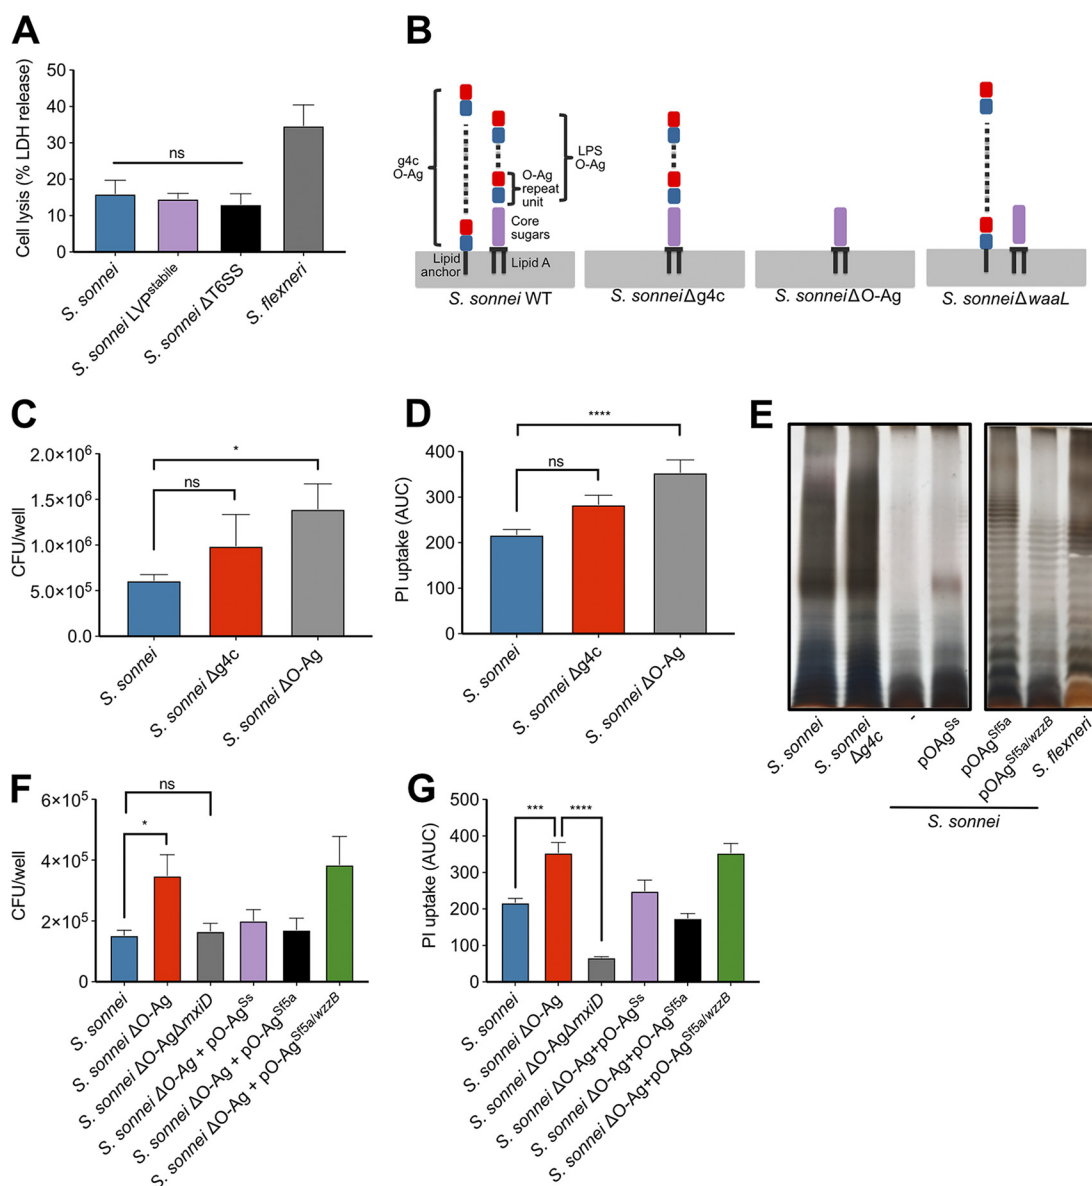 A
Cell lysis (% LDH release)
50
40
30
20
10
0
ns
S. sonnei
S. sonnei LVPstabile
S. sonnei ΔT6SS
S. flexneri
B
g4c
O-Ag
O-Ag
repeat
unit
LPS
O-Ag
Core
sugars
Lipid
anchor
Lipid A
S. sonnei WT
S. sonneiΔg4c
S. sonneiΔO-Ag
S. sonneiΔwaaL
C
CFU/well
2.0×10⁶
1.5×10⁶
1.0×10⁶
5.0×10⁵
0.0
*
ns
S. sonnei
S. sonnei Δg4c
S. sonnei ΔO-Ag
D
PI uptake (AUC)
400
300
200
100
0
****
ns
S. sonnei
S. sonnei Δg4c
S. sonnei ΔO-Ag
E
S. sonnei
S. sonnei
Δg4c
-
pOAgSs
pOAgSf5a
pOAgSf5a/wzzB
S. flexneri
S. sonnei
F
CFU/well
6×10⁵
4×10⁵
2×10⁵
0
ns
*
S. sonnei
S. sonnei ΔO-Ag
S. sonnei ΔO-AgΔmxiD
S. sonnei ΔO-Ag + pO-AgSs
S. sonnei ΔO-Ag + pO-AgSf5a
S. sonnei ΔO-Ag + pO-AgSf5a/wzzB
G
PI uptake (AUC)
500
400
300
200
100
0
***
****
S. sonnei
S. sonnei ΔO-Ag
S. sonnei ΔO-AgΔmxiD
S. sonnei ΔO-Ag+pO-AgSs
S. sonnei ΔO-Ag+pO-AgSf5a
S. sonnei ΔO-Ag+pO-AgSf5a/wzzB